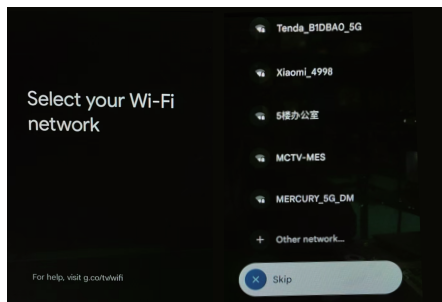 Select your Wi-Fi
network
For help, visit g.co/tv/wifi
Tenda_B1DBA0_5G
Xiaomi_4998
5楼办公室
MCTV-MES
MERCURY_5G_DM
+ Other network...
Skip